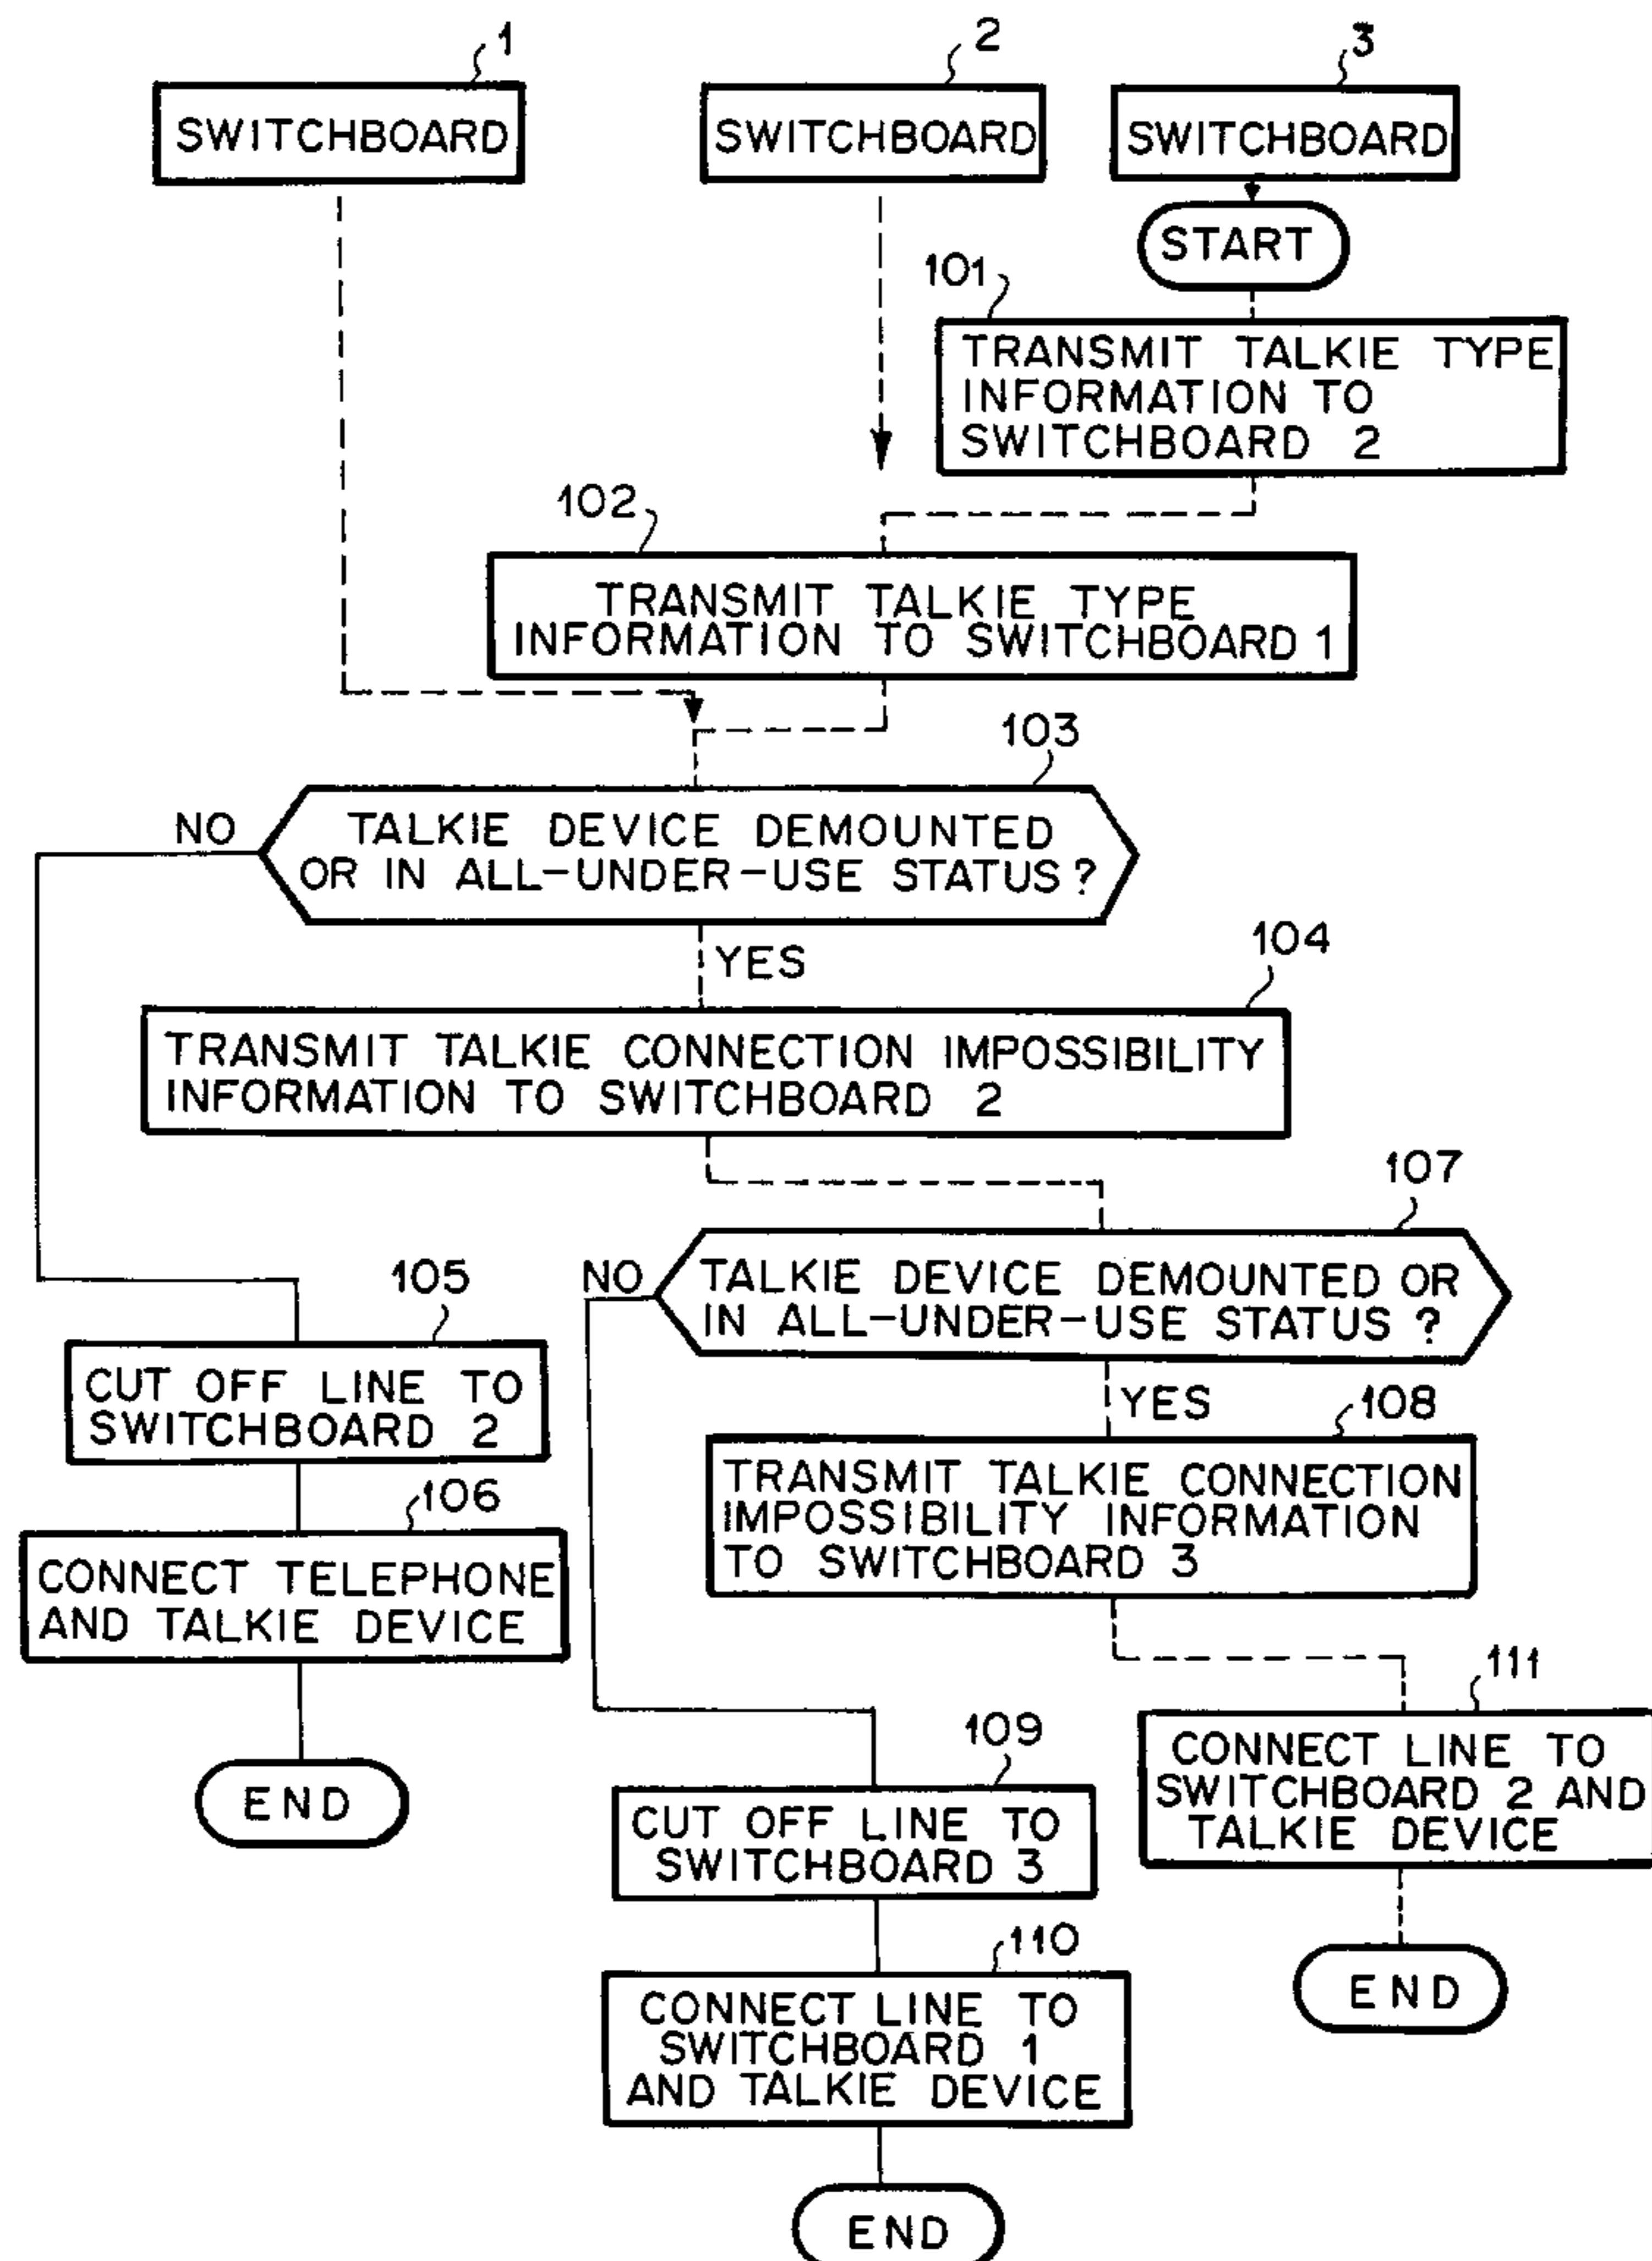 1
2
3
SWITCHBOARD
SWITCHBOARD
SWITCHBOARD
START
101
TRANSMIT TALKIE TYPE
INFORMATION TO
SWITCHBOARD 2
102
TRANSMIT TALKIE TYPE
INFORMATION TO SWITCHBOARD 1
103
NO
TALKIE DEVICE DEMOUNTED
OR IN ALL-UNDER-USE STATUS?
YES
104
TRANSMIT TALKIE CONNECTION IMPOSSIBILITY
INFORMATION TO SWITCHBOARD 2
107
NO
TALKIE DEVICE DEMOUNTED OR
IN ALL-UNDER-USE STATUS?
YES
105
CUT OFF LINE TO
SWITCHBOARD 2
108
TRANSMIT TALKIE CONNECTION
IMPOSSIBILITY INFORMATION
TO SWITCHBOARD 3
106
CONNECT TELEPHONE
AND TALKIE DEVICE
END
111
CONNECT LINE TO
SWITCHBOARD 2 AND
TALKIE DEVICE
END
109
CUT OFF LINE TO
SWITCHBOARD 3
110
CONNECT LINE TO
SWITCHBOARD 1
AND TALKIE DEVICE
END